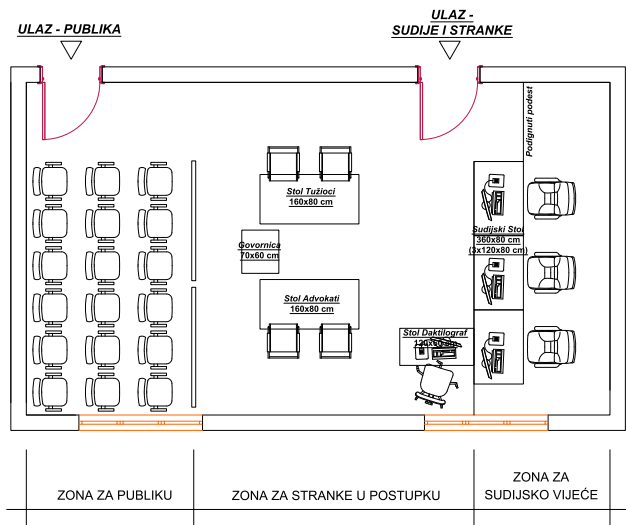 ULAZ - PUBLIKA
ULAZ -
SUDIJE I STRANKE
Podignuti podest
Stol Tužioci
160x80 cm
Sudijski Stol
360x80 cm
(3x120x80 cm)
Govornica
70x60 cm
Stol Advokati
160x80 cm
Stol Daktilograf
ZONA ZA PUBLIKU
ZONA ZA STRANKE U POSTUPKU
ZONA ZA
SUDIJSKO VIJEĆE